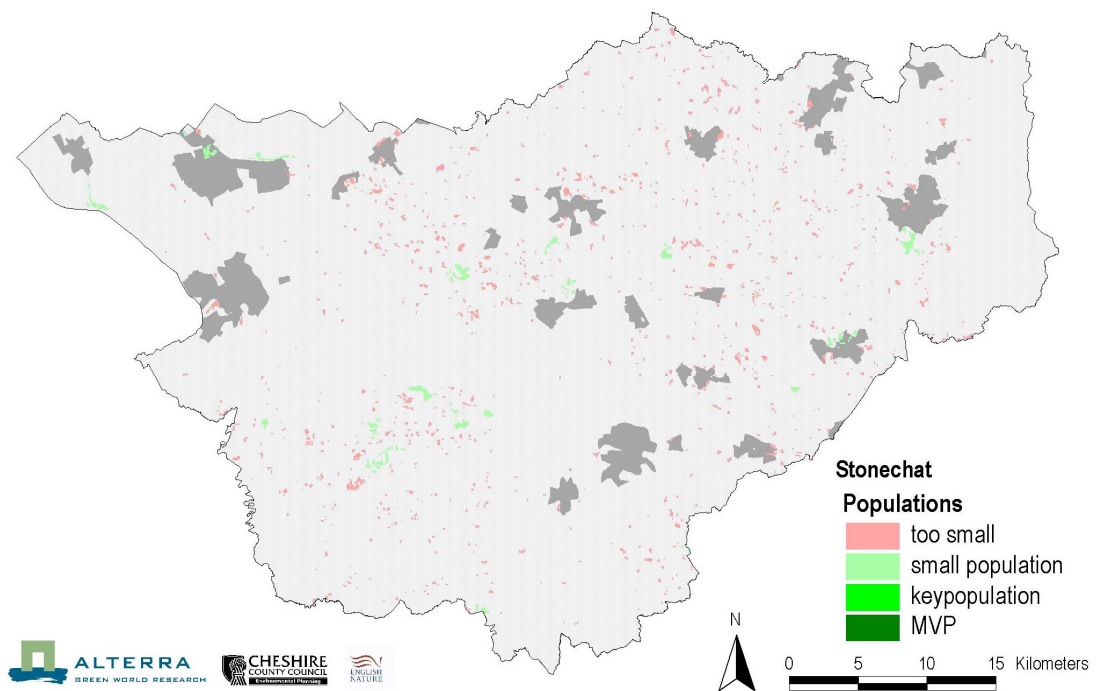 Stonechat
Populations
too small
small population
keypopulation
MVP
N
0 5 10 15 Kilometers
ALTERRA
GREEN WORLD RESEARCH
CHESHIRE
COUNTY COUNCIL
Environmental Planning
ENGLISH
NATURE